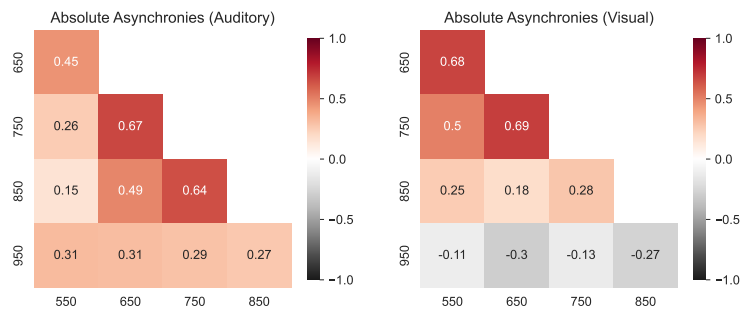 Absolute Asynchronies (Auditory)
650 0.45
750 0.26 0.67
850 0.15 0.49 0.64
950 0.31 0.31 0.29 0.27
550 650 750 850
1.0
0.5
0.0
−0.5
−1.0
Absolute Asynchronies (Visual)
650 0.68
750 0.5 0.69
850 0.25 0.18 0.28
950 -0.11 -0.3 -0.13 -0.27
550 650 750 850
1.0
0.5
0.0
−0.5
−1.0